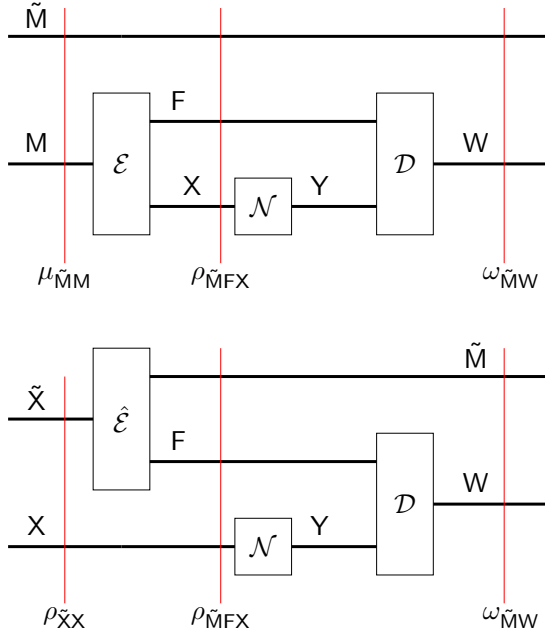 M̃
F
M
W
ℰ
𝒟
X
𝒩
Y
μ_M̃M
ρ_M̃FX
ω_M̃W
M̃
X̃
ℰ̂
F
W
𝒟
X
𝒩
Y
ρ_X̃X
ρ_M̃FX
ω_M̃W